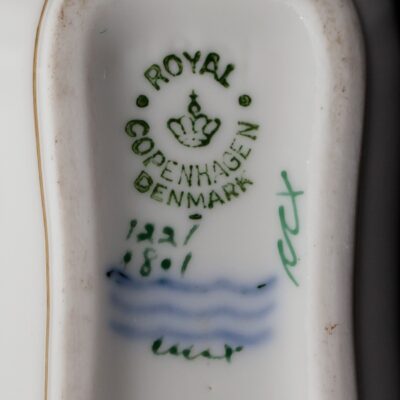 ROYAL
COPENHAGEN
DENMARK
1221
1801